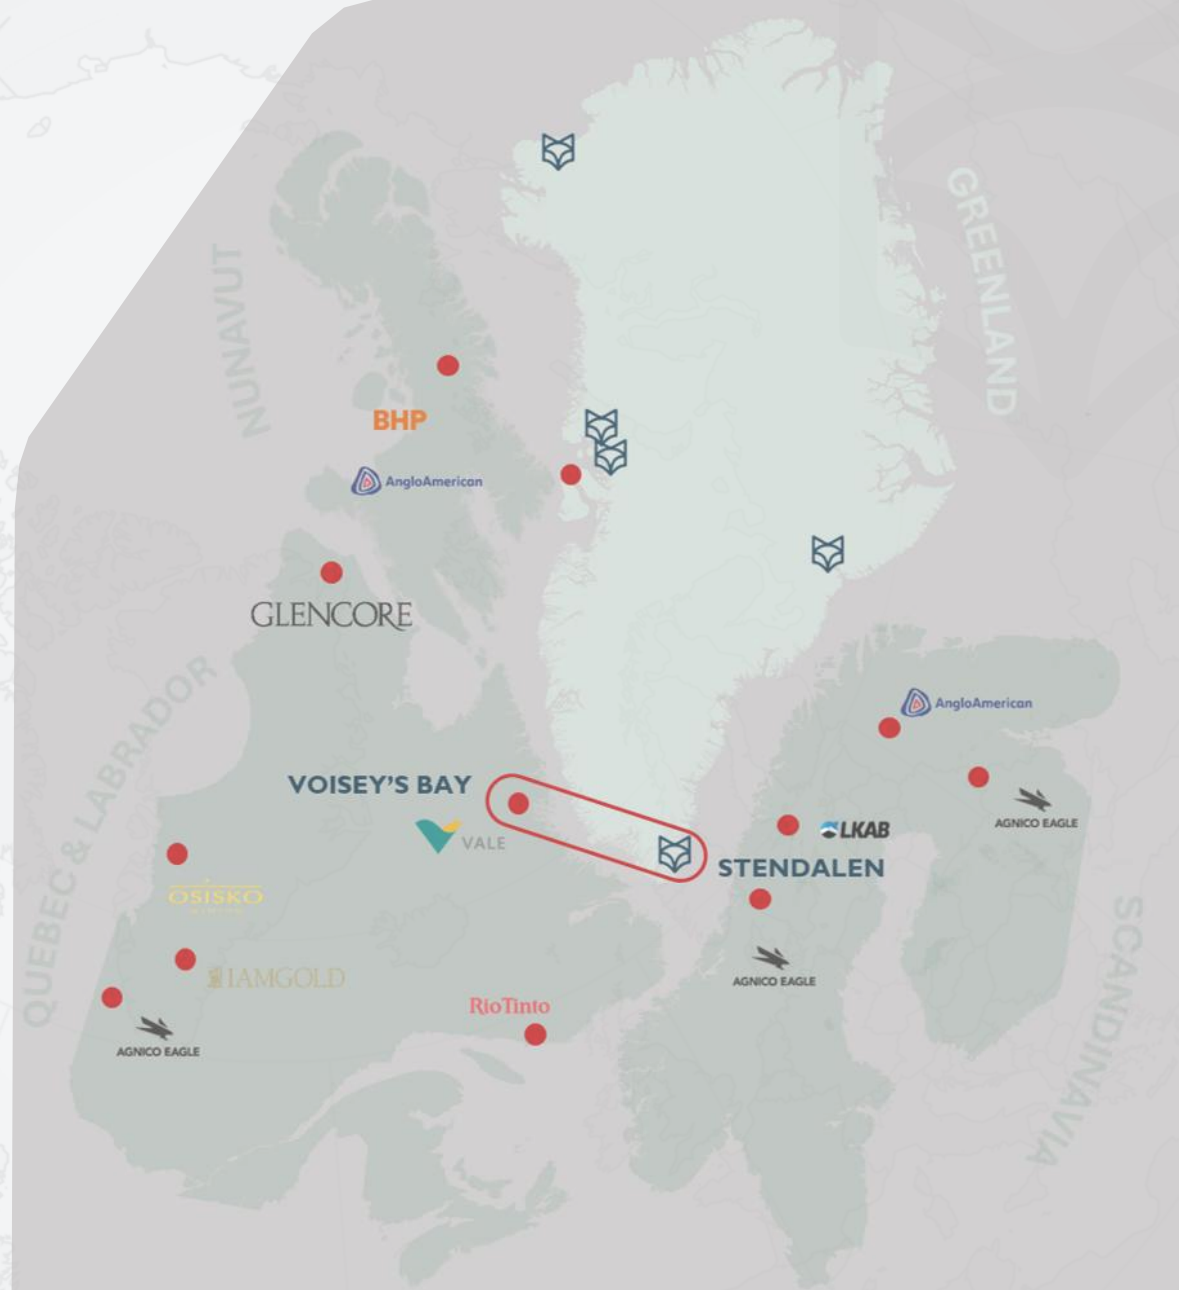 GREENLAND
NUNAVUT
BHP
AngloAmerican
GLENCORE
QUEBEC & LABRADOR
AngloAmerican
VOISEY'S BAY
VALE
AGNICO EAGLE
LKAB
STENDALEN
OSISKO
SCANDINAVIA
IAMGOLD
AGNICO EAGLE
RioTinto
AGNICO EAGLE